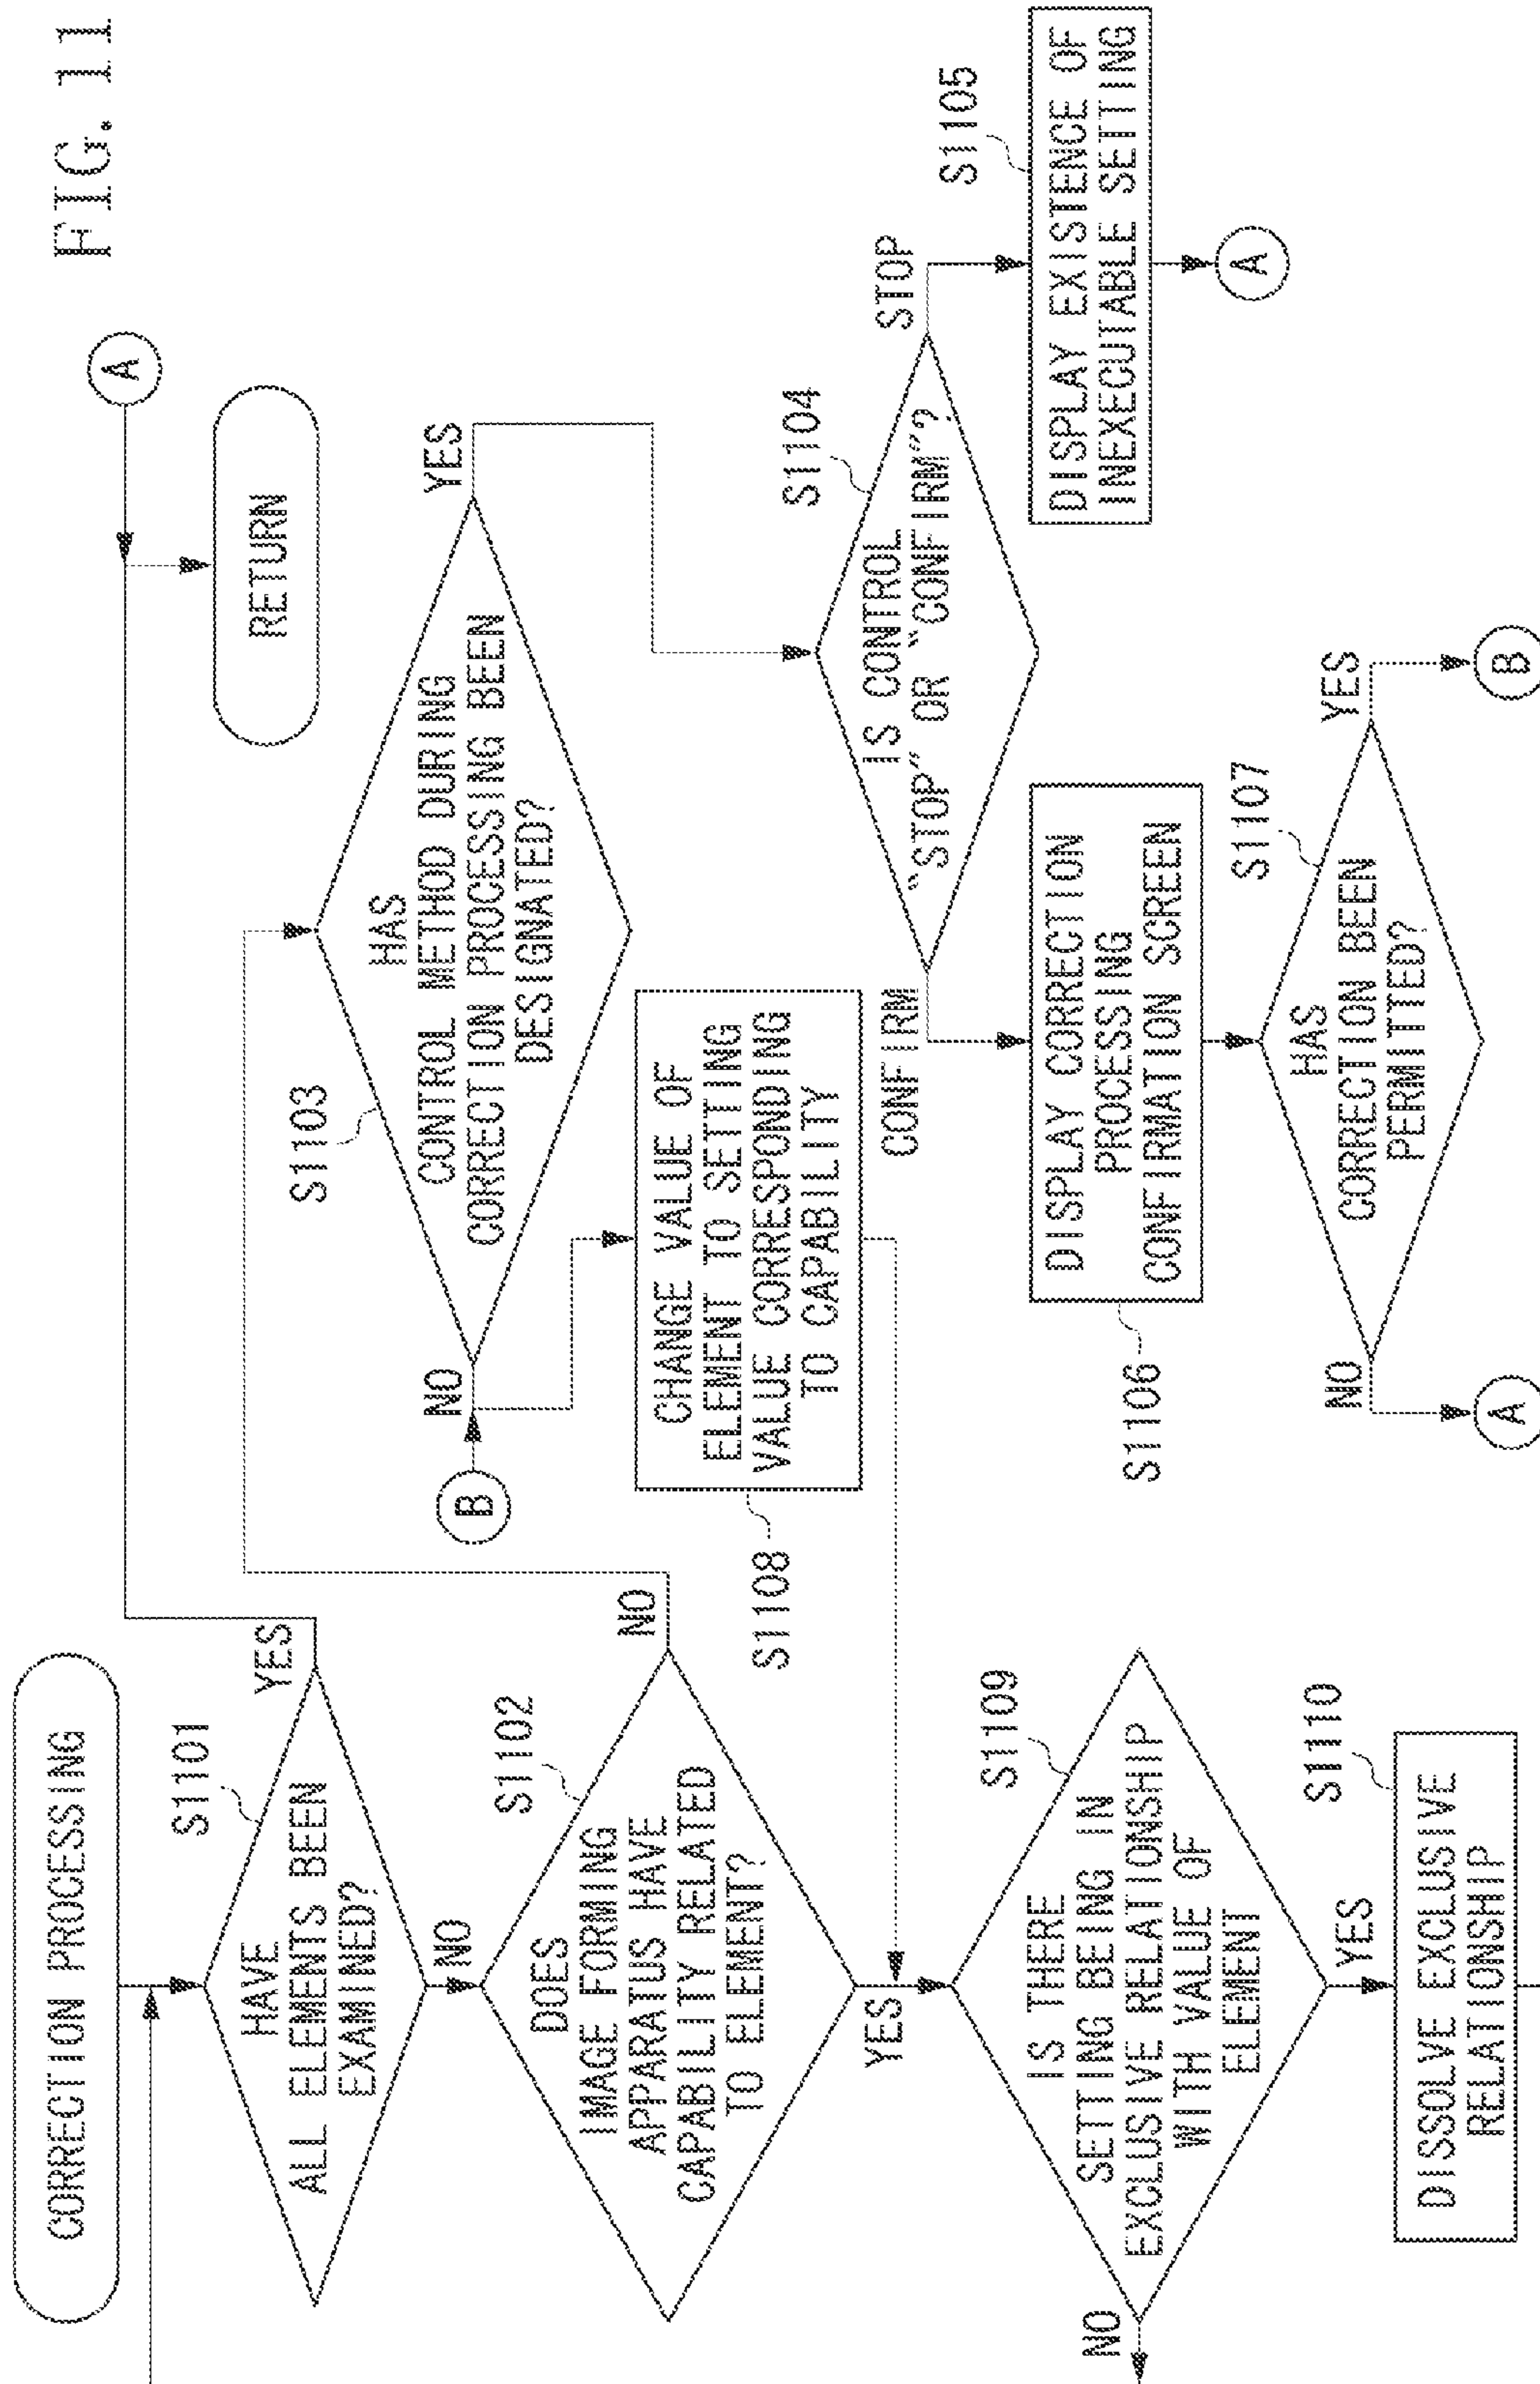 FIG. 11
CORRECTION PROCESSING
S1101
HAVE
ALL ELEMENTS BEEN
EXAMINED?
YES
NO
S1102
DOES
IMAGE FORMING
APPARATUS HAVE
CAPABILITY RELATED
TO ELEMENT?
NO
YES
S1109
IS THERE
SETTING BEING IN
EXCLUSIVE RELATIONSHIP
WITH VALUE OF
ELEMENT
NO
YES
S1110
DISSOLVE EXCLUSIVE
RELATIONSHIP
A
RETURN
S1103
HAS
CONTROL METHOD DURING
CORRECTION PROCESS BEEN
DESIGNATED?
YES
NO
B
CHANGE VALUE OF
ELEMENT TO SETTING
VALUE CORRESPONDING
TO CAPABILITY
S1108
S1104
IS CONTROL
"STOP" OR "CONFIRM"?
STOP
CONFIRM
S1105
DISPLAY EXISTENCE OF
INEXECUTABLE SETTING
A
DISPLAY CORRECTION
PROCESSING
CONFIRMATION SCREEN
S1106
S1107
HAS
CORRECTION BEEN
PERMITTED?
NO
YES
A
B